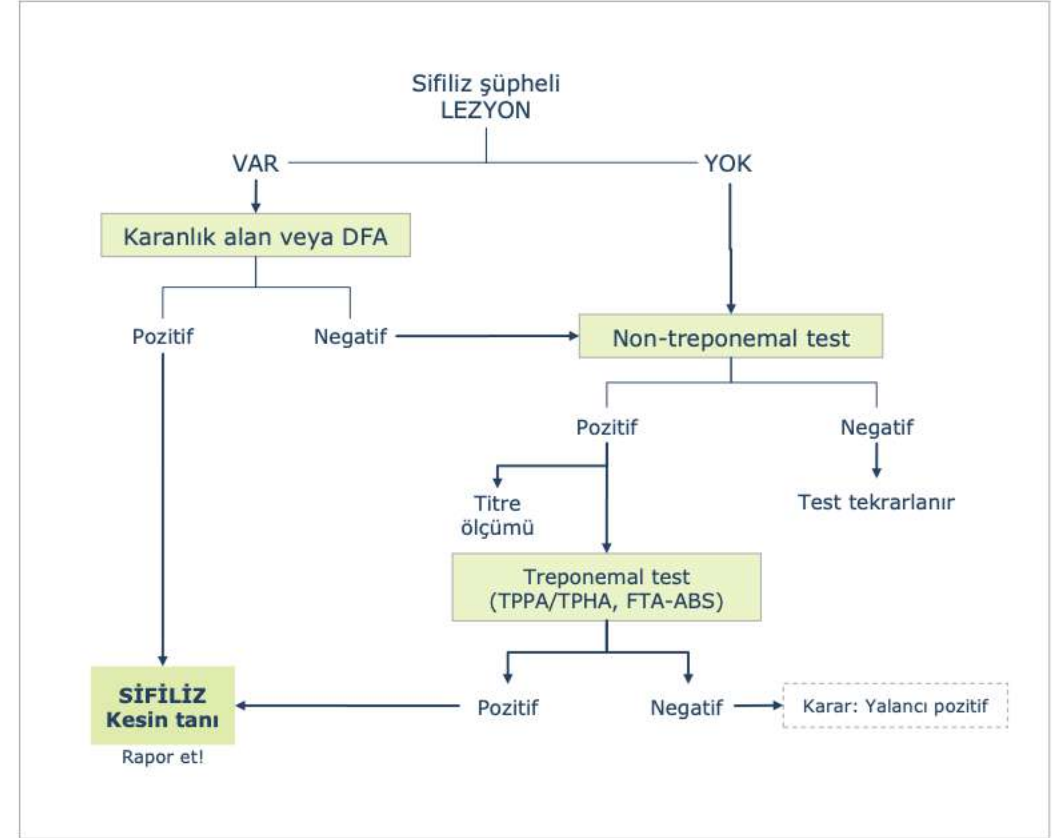 Sifiliz şüpheli
LEZYON
VAR
YOK
Karanlık alan veya DFA
Pozitif
Negatif
Non-treponemal test
Pozitif
Negatif
Titre
ölçümü
Test tekrarlanır
Treponemal test
(TPPA/TPHA, FTA-ABS)
SİFİLİZ
Kesin tanı
Rapor et!
Pozitif
Negatif
Karar: Yalancı pozitif